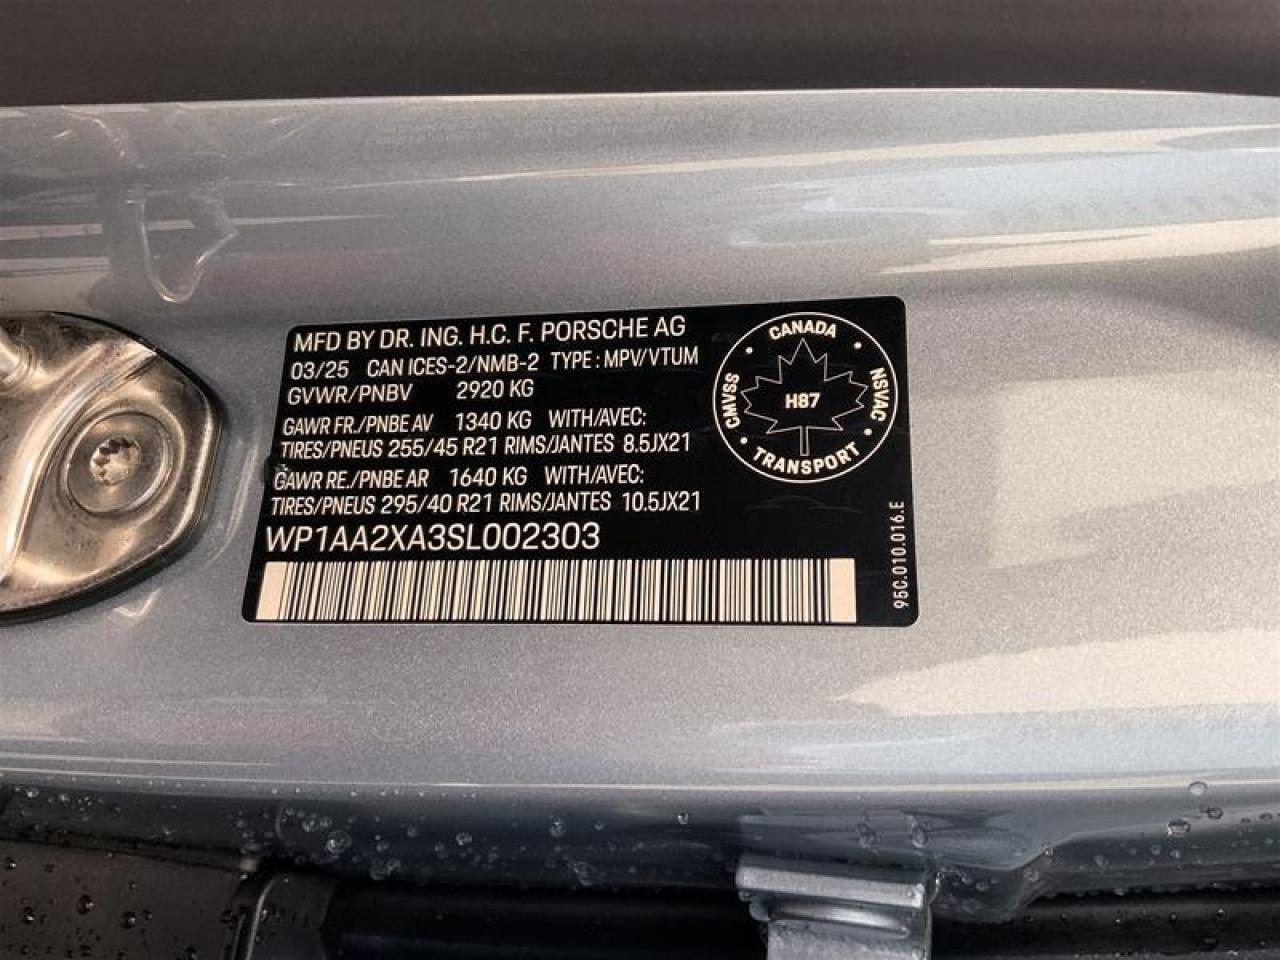 MFD BY DR. ING. H.C. F. PORSCHE AG
03/25 CAN ICES-2/NMB-2 TYPE : MPV/VTUM
GVWR/PNBV 2920 KG
GAWR FR./PNBE AV 1340 KG WITH/AVEC:
TIRES/PNEUS 255/45 R21 RIMS/JANTES 8.5JX21
GAWR RE./PNBE AR 1640 KG WITH/AVEC:
TIRES/PNEUS 295/40 R21 RIMS/JANTES 10.5JX21
WP1AA2XA3SL002303
CANADA
CMVSS
NSVAC
H87
TRANSPORT
95C.010.016.E